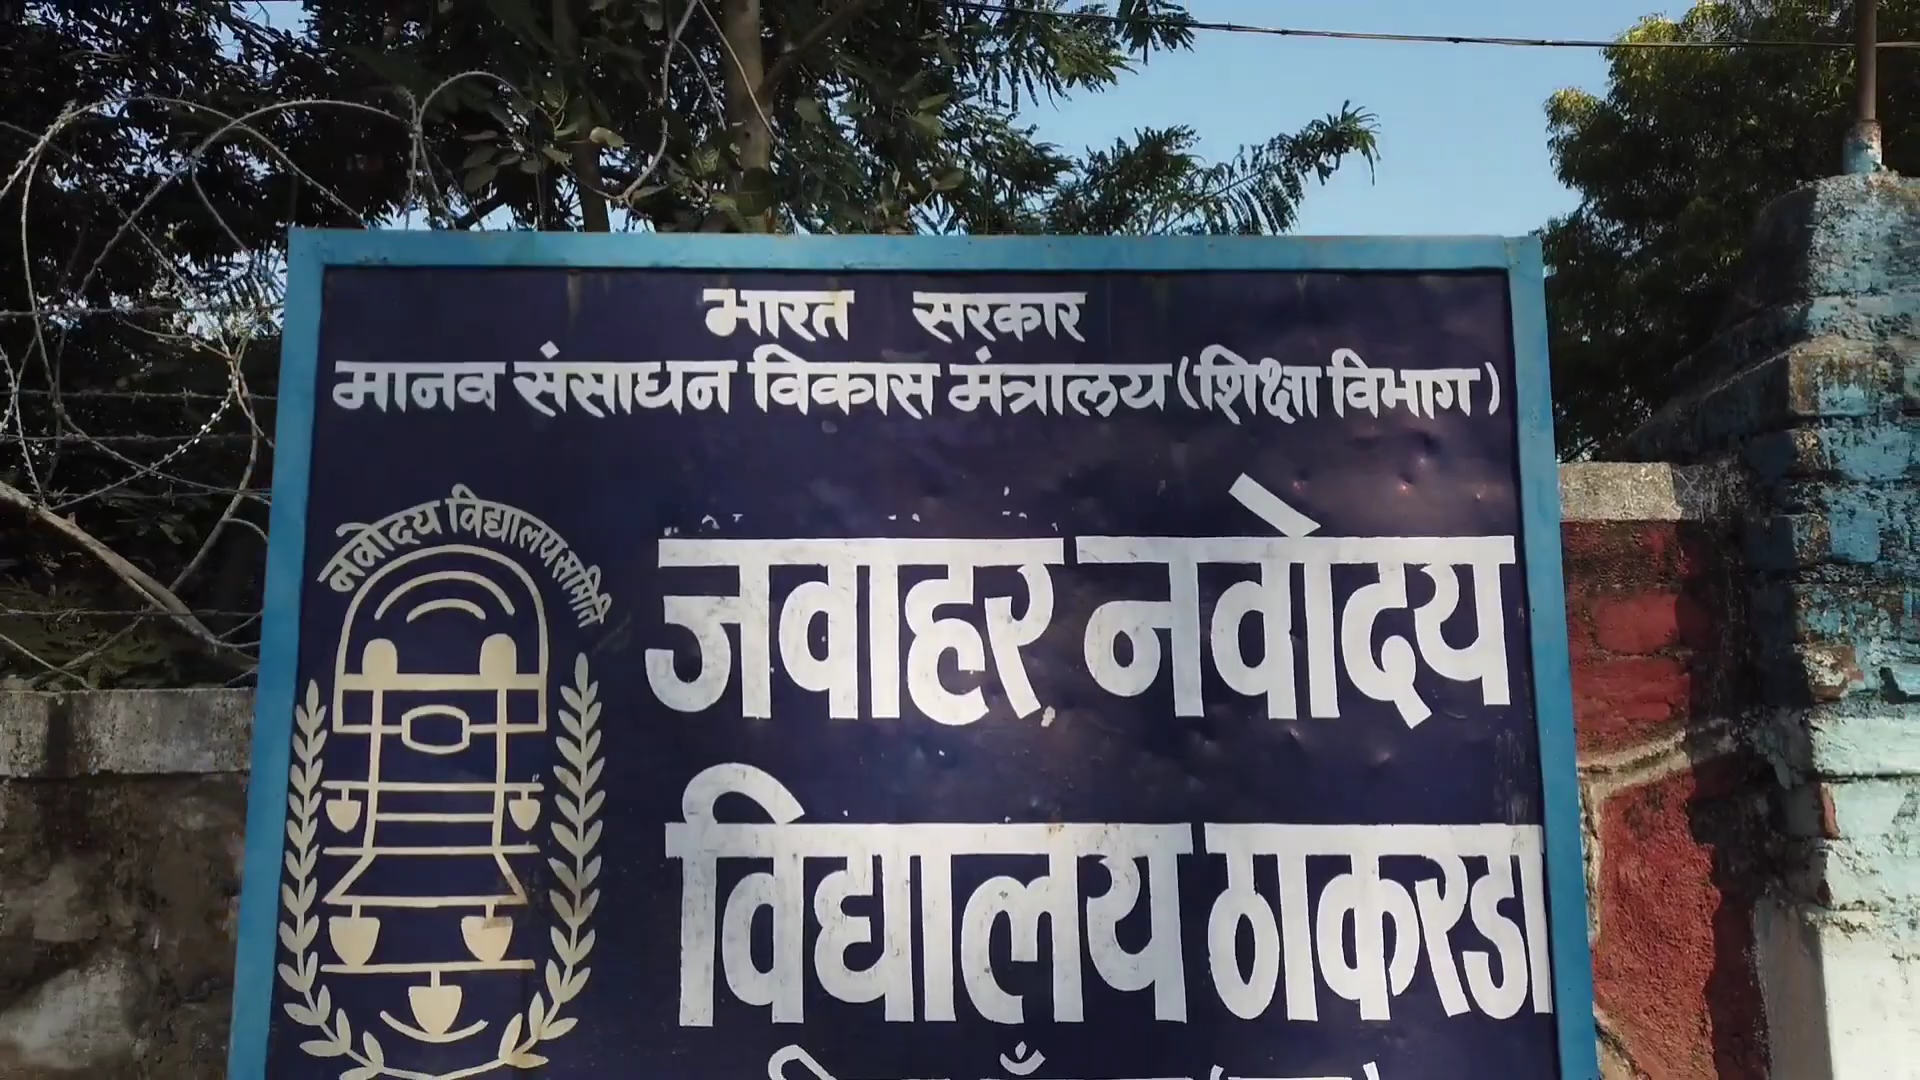 भारत सरकार
मानव संसाधन विकास मंत्रालय (शिक्षा विभाग)
नवोदय विद्यालय समिति
जवाहर नवोदय
विद्यालय ठाकरडा